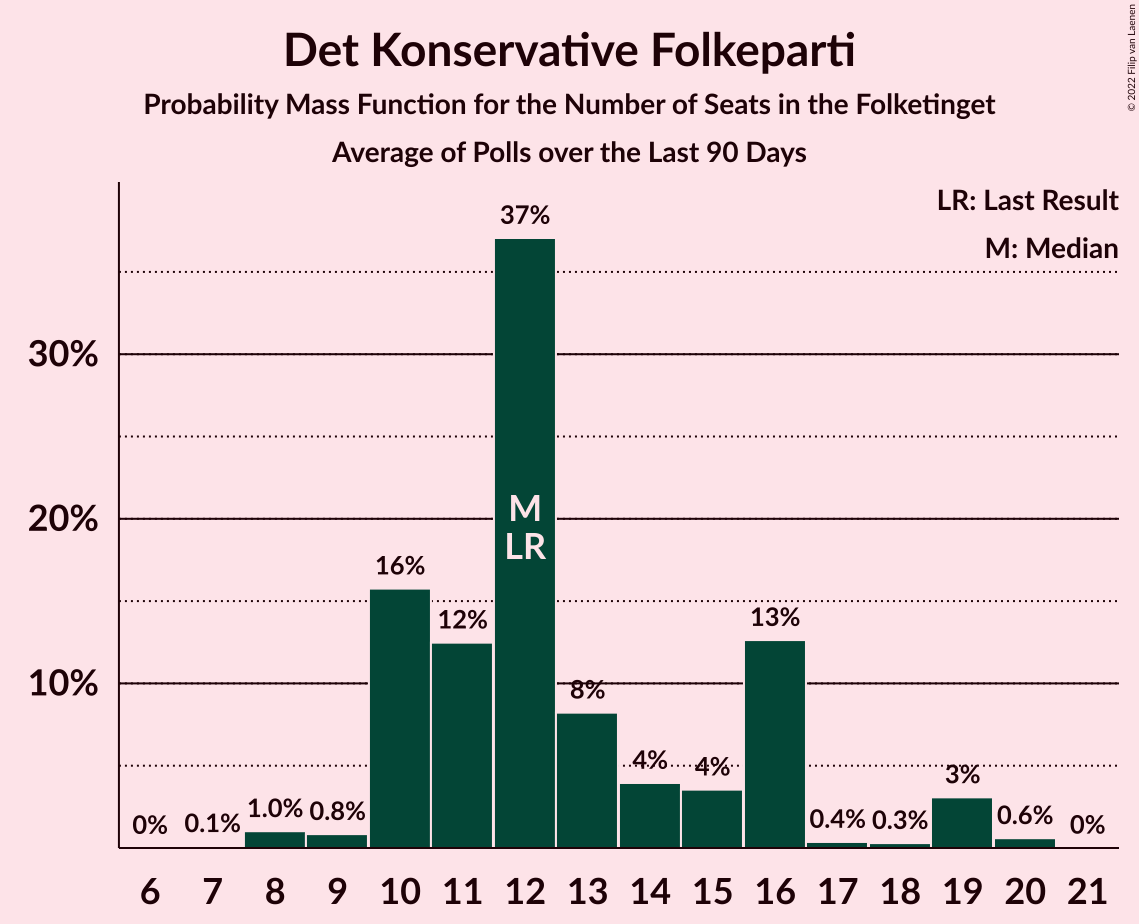 Det Konservative Folkeparti
Probability Mass Function for the Number of Seats in the Folketinget
Average of Polls over the Last 90 Days
© 2022 Filip van Laenen
LR: Last Result
M: Median
30%
20%
10%
0%
0.1%
1.0%
0.8%
16%
12%
37%
M
LR
8%
4%
4%
13%
0.4%
0.3%
3%
0.6%
0%
6 7 8 9 10 11 12 13 14 15 16 17 18 19 20 21